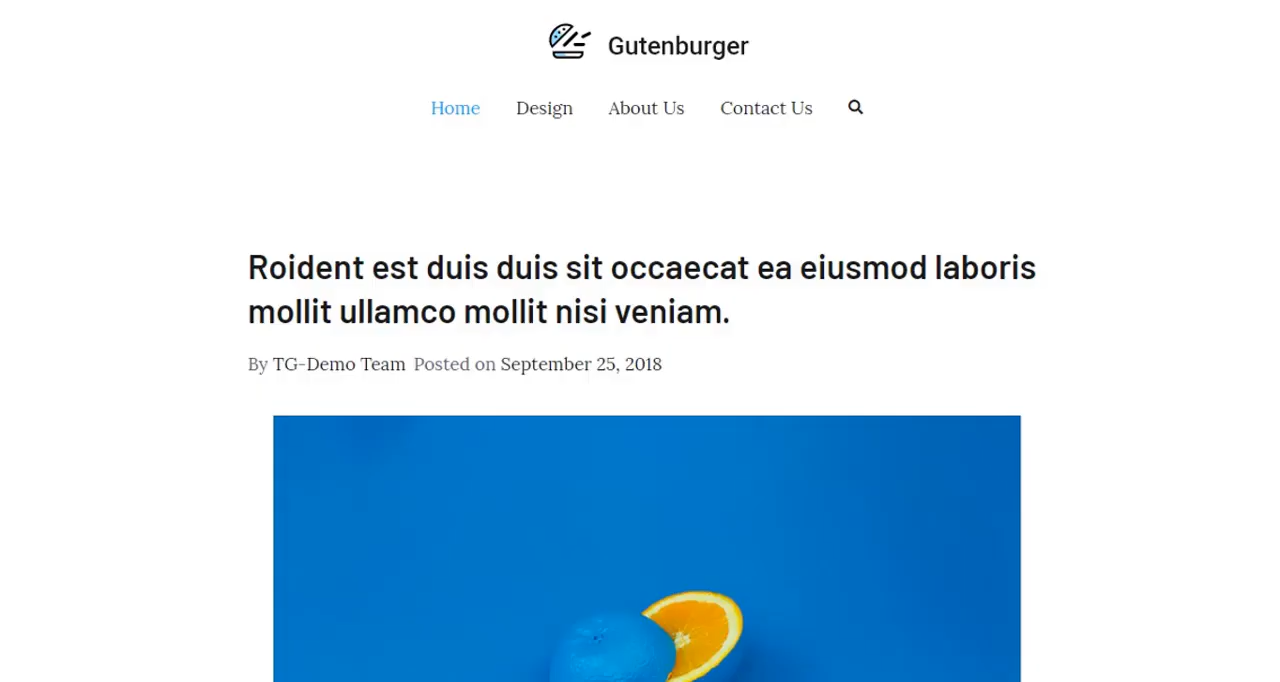 Gutenburger
Home Design About Us Contact Us
Roident est duis duis sit occaecat ea eiusmod laboris
mollit ullamco mollit nisi veniam.
By TG-Demo Team Posted on September 25, 2018